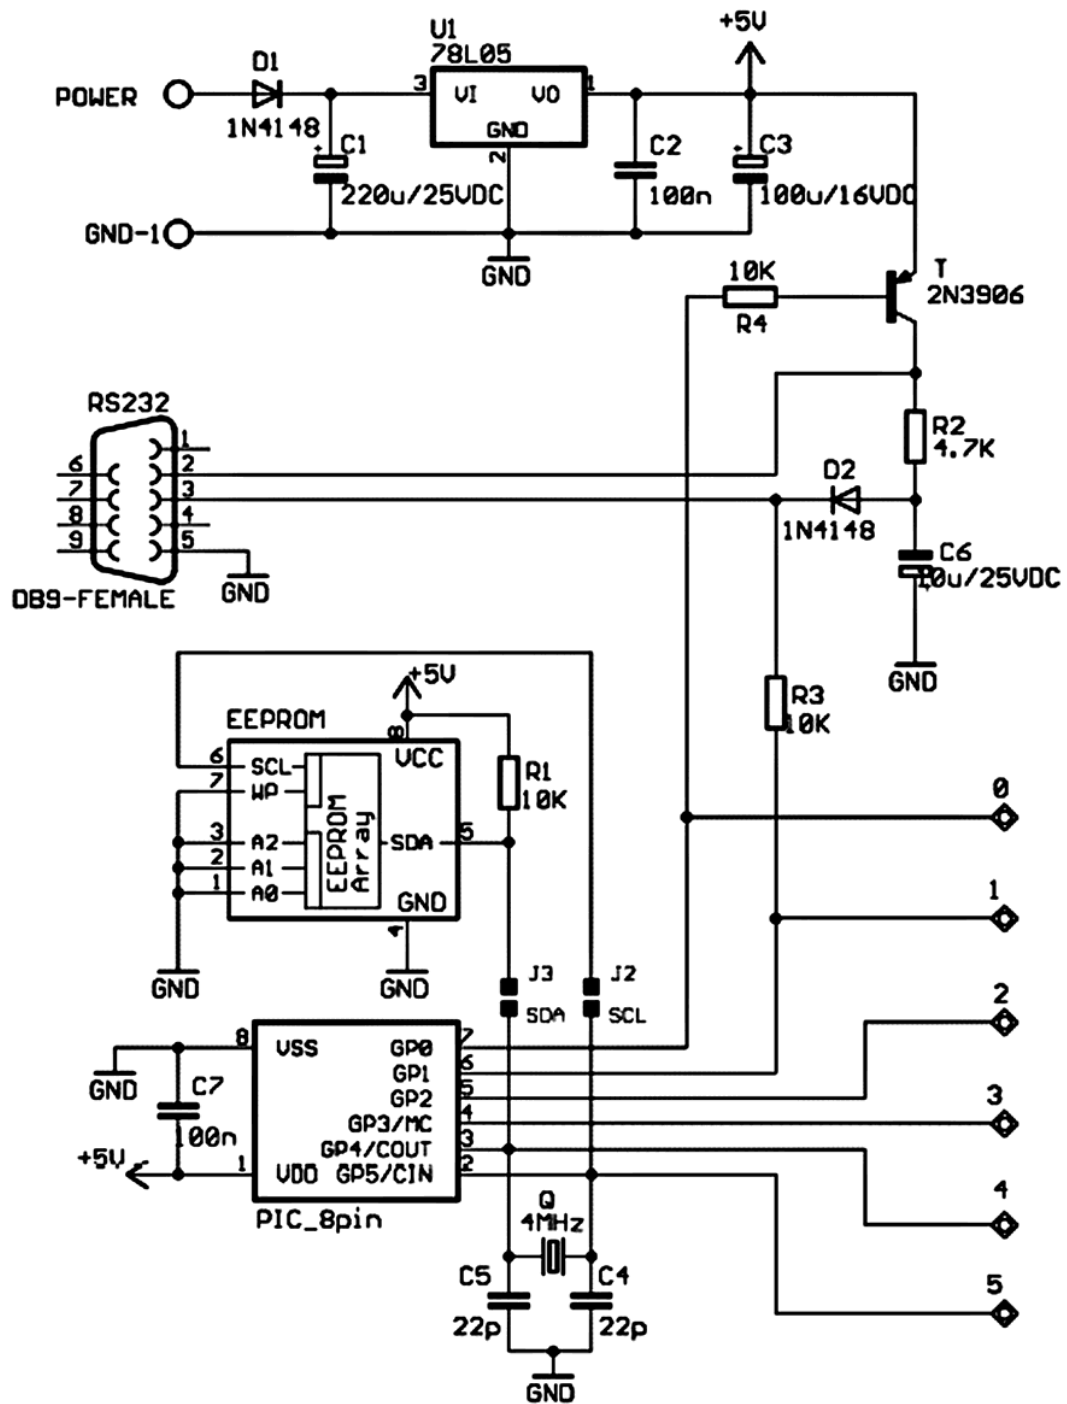 +5V
U1
78L05
D1
POWER
3
VI
VO
1
1N4148
GND
2
C1
220u/25VDC
C2
100n
C3
100u/16VDC
GND-1
GND
10K
R4
T
2N3906
RS232
1
6
2
7
3
8
4
9
5
DB9-FEMALE
GND
R2
4.7K
D2
1N4148
C6
10u/25VDC
GND
+5V
EEPROM
8
VCC
6
SCL
7
WP
3
A2
2
A1
1
A0
EEPROM
Array
SDA
5
GND
4
R1
10K
R3
10K
GND
GND
J3
SDA
J2
SCL
0
1
2
3
4
5
8
VSS
GP0
7
GP1
6
GP2
5
GP3/MC
4
GP4/COUT
3
VDD
GP5/CIN
2
1
GND
C7
100n
+5V
PIC_8pin
Q
4MHz
C5
22p
C4
22p
GND